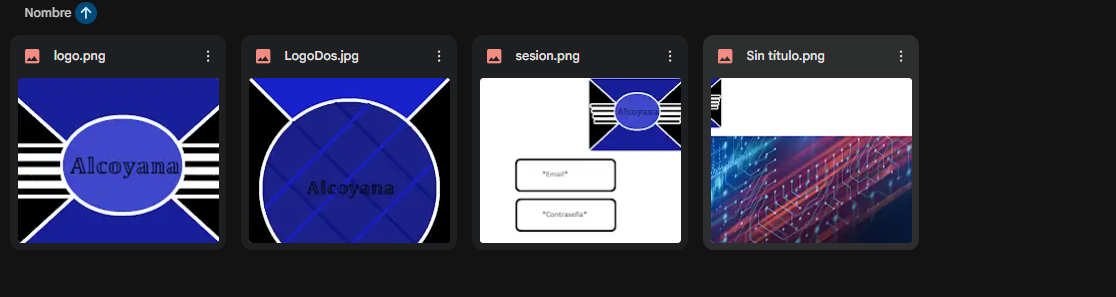 Nombre
logo.png
LogoDos.jpg
sesion.png
Sin título.png
Alcoyana
Alcoyana
Alcoyana
*Email*
*Contraseña*